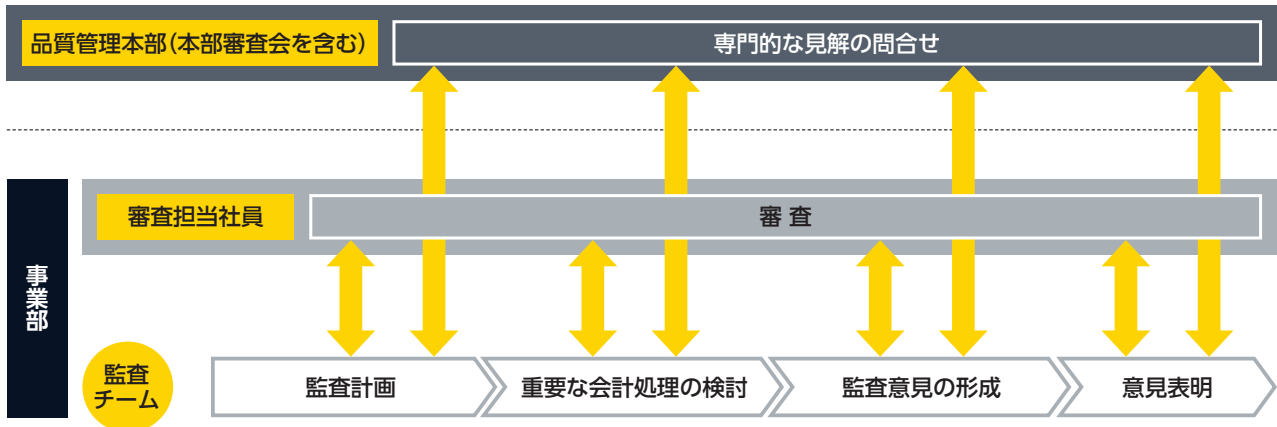 品質管理本部(本部審査会を含む)
専門的な見解の問合せ
事業部
審査担当社員
審 査
監査
チーム
監査計画
重要な会計処理の検討
監査意見の形成
意見表明